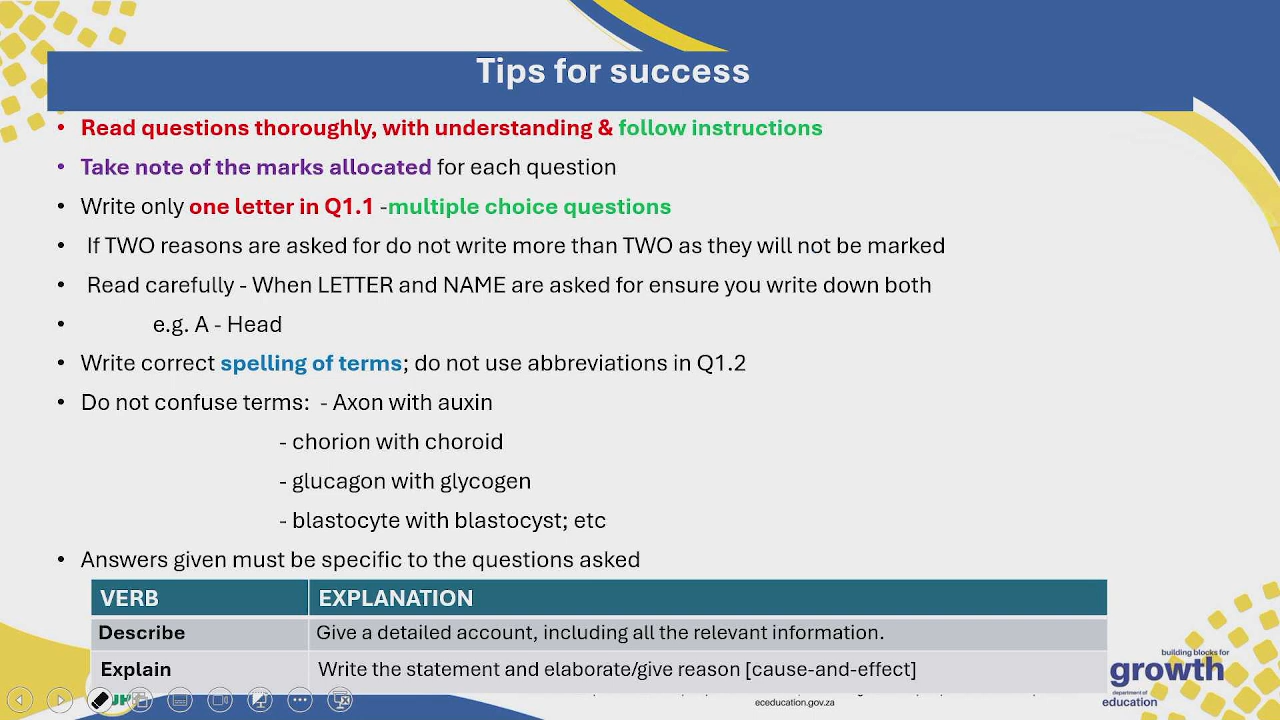 Tips for success
• Read questions thoroughly, with understanding & follow instructions
• Take note of the marks allocated for each question
• Write only one letter in Q1.1 -multiple choice questions
• If TWO reasons are asked for do not write more than TWO as they will not be marked
• Read carefully - When LETTER and NAME are asked for ensure you write down both
• e.g. A - Head
• Write correct spelling of terms; do not use abbreviations in Q1.2
• Do not confuse terms: - Axon with auxin
- chorion with choroid
- glucagon with glycogen
- blastocyte with blastocyst; etc
• Answers given must be specific to the questions asked
VERB EXPLANATION
Describe Give a detailed account, including all the relevant information.
Explain Write the statement and elaborate/give reason [cause-and-effect]
building blocks for
growth
department of
education
eceducation.gov.za